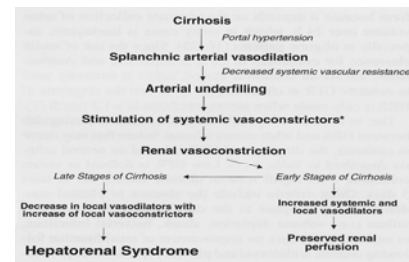 Cirrhosis
Portal hypertension
Splanchnic arterial vasodilation
Decreased systemic vascular resistance
Arterial underfilling
Stimulation of systemic vasoconstrictors*
Renal vasoconstriction
Late Stages of Cirrhosis
Early Stages of Cirrhosis
Decrease in local vasodilators with
increase of local vasoconstrictors
Increased systemic and
local vasodilators
Preserved renal
perfusion
Hepatorenal Syndrome